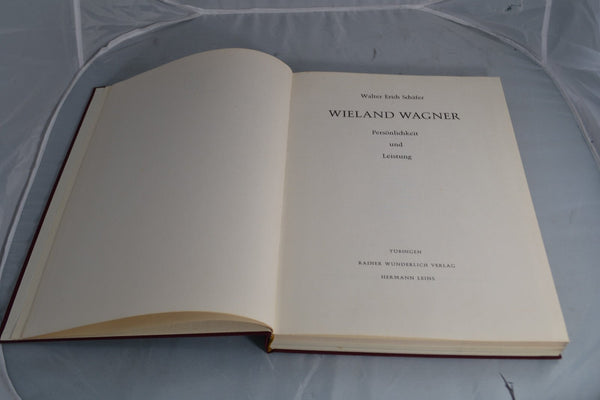 Walter Erich Schäfer
WIELAND WAGNER
Persönlichkeit
und
Leistung
TÜBINGEN
RAINER WUNDERLICH VERLAG
HERMANN LEINS